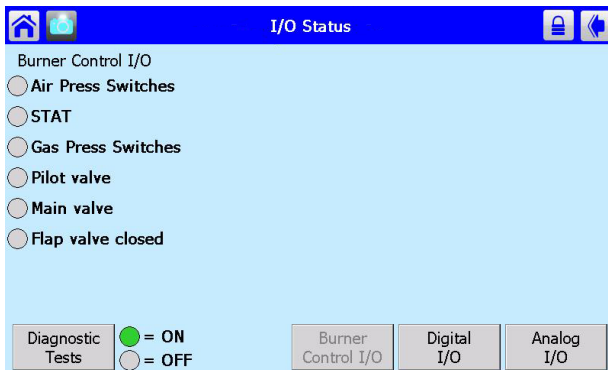 I/O Status
Burner Control I/O
Air Press Switches
STAT
Gas Press Switches
Pilot valve
Main valve
Flap valve closed
Diagnostic
Tests
= ON
= OFF
Burner
Control I/O
Digital
I/O
Analog
I/O